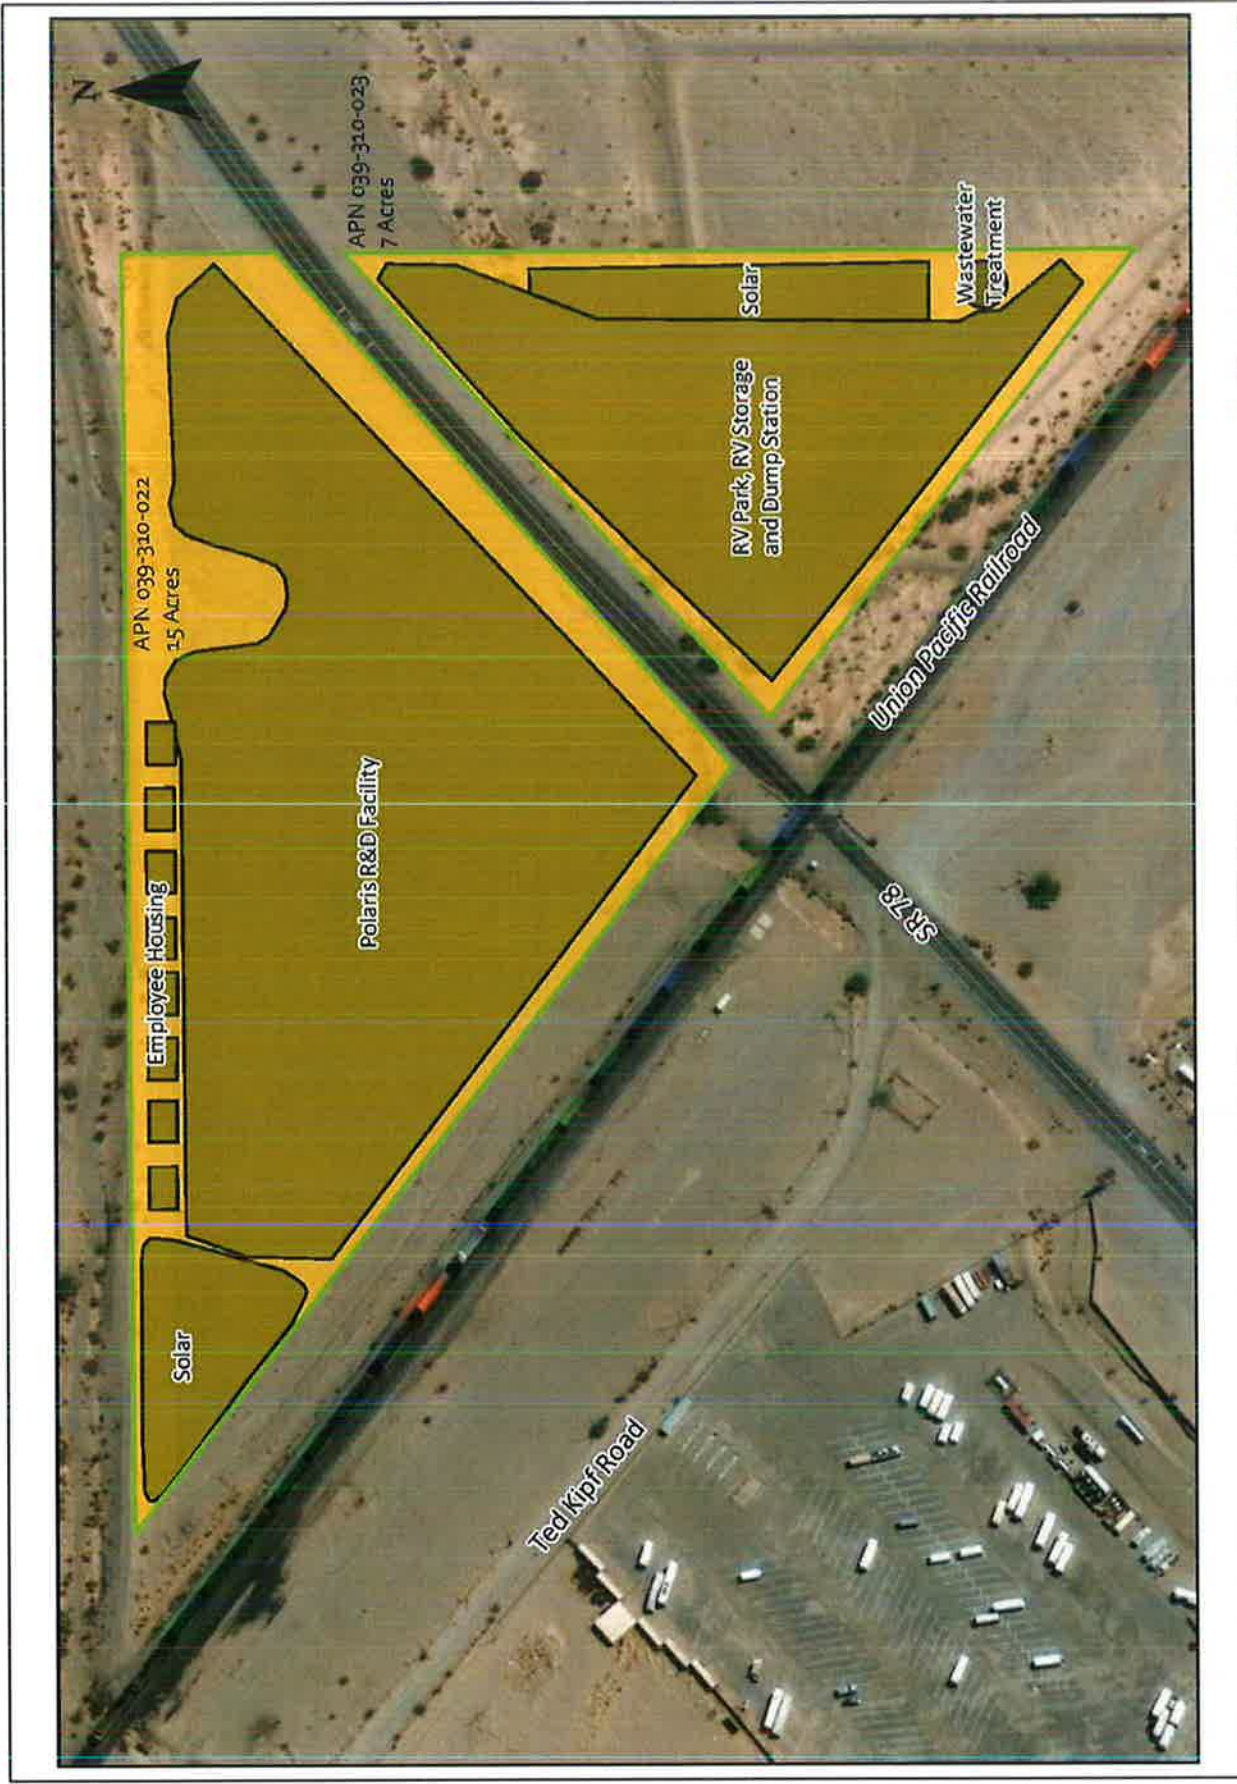 N
APN 039-310-023
7 Acres
APN 039-310-022
15 Acres
Employee Housing
Polaris R&D Facility
Solar
Solar
Wastewater
Treatment
RV Park, RV Storage
and Dump Station
Union Pacific Railroad
SR 78
Ted Kipf Road